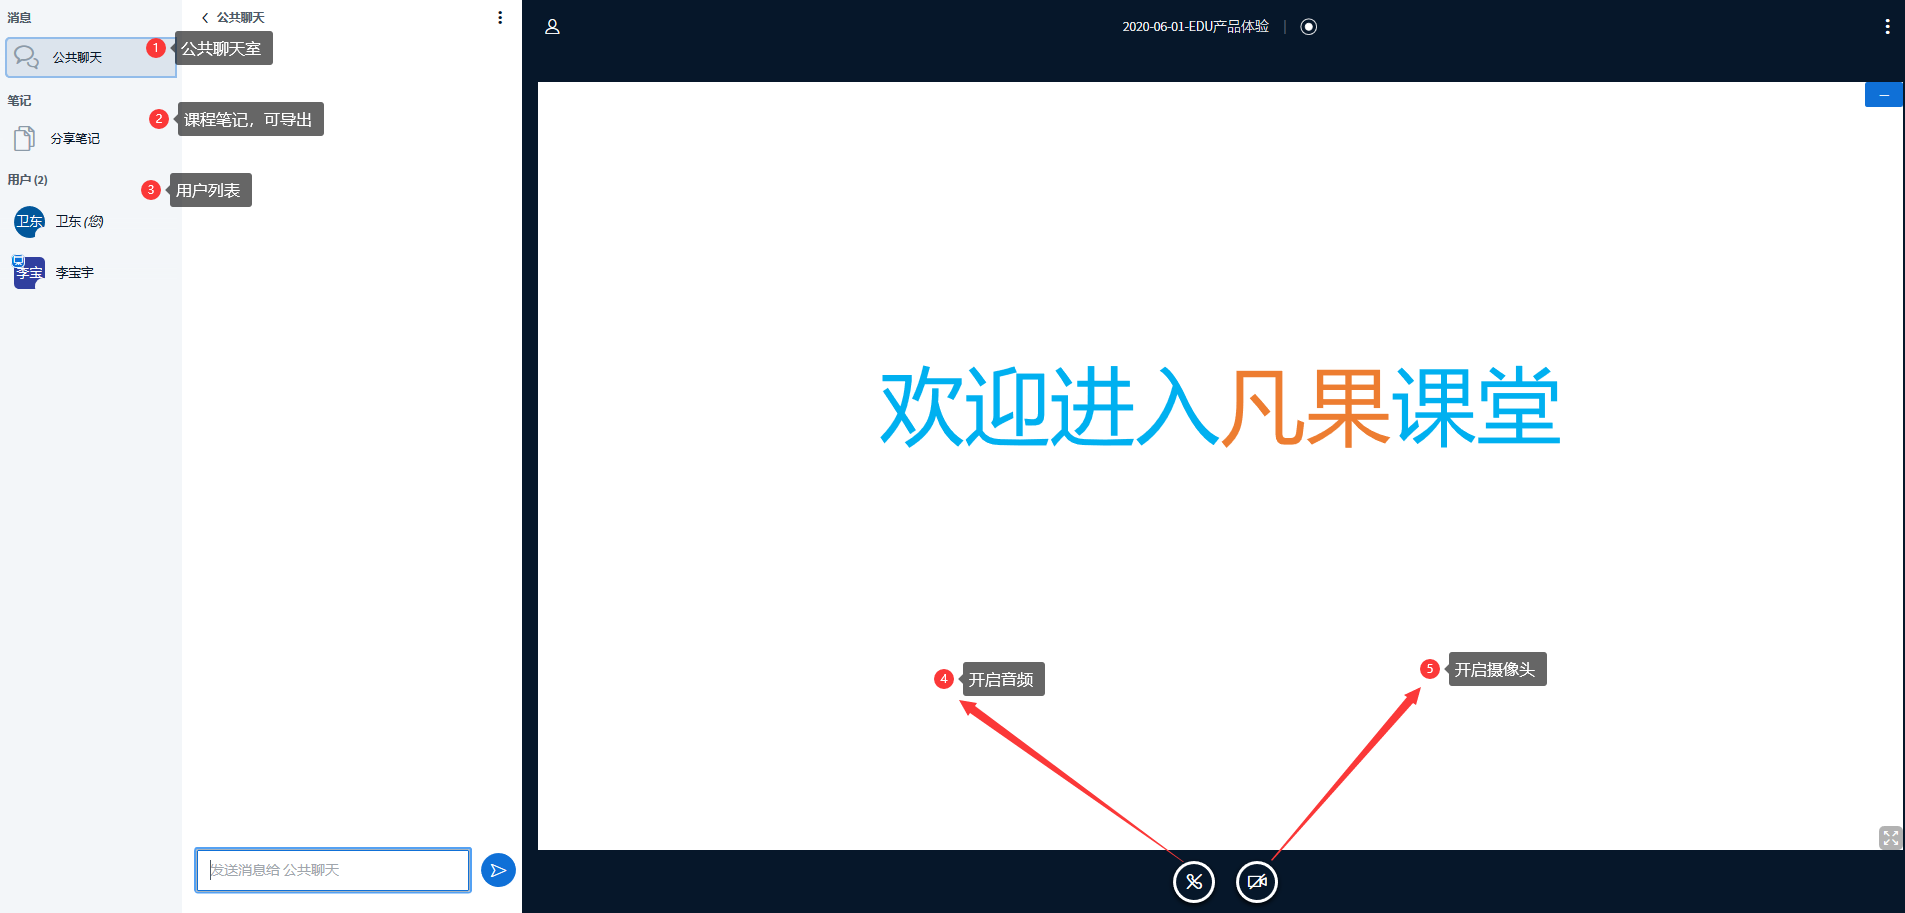 消息
公共聊天
1 公共聊天室
笔记
2 课程笔记，可导出
分享笔记
用户 (2)
3 用户列表
卫东 卫东 (您)
李宝 李宝宇
公共聊天
发送消息给 公共聊天
2020-06-01-EDU产品体验
欢迎进入凡果课堂
4 开启音频
5 开启摄像头